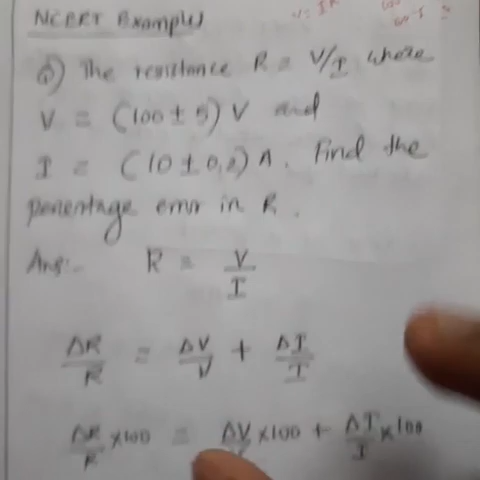 NCERT Examples
Q) The resistance R = V/I where
V = (100 ± 5) V and
I = (10 ± 0.2) A. Find the
percentage error in R.
Ans:- R = V/I
ΔR/R = ΔV/V + ΔI/I
ΔR/R ×100 = ΔV/V ×100 + ΔI/I ×100